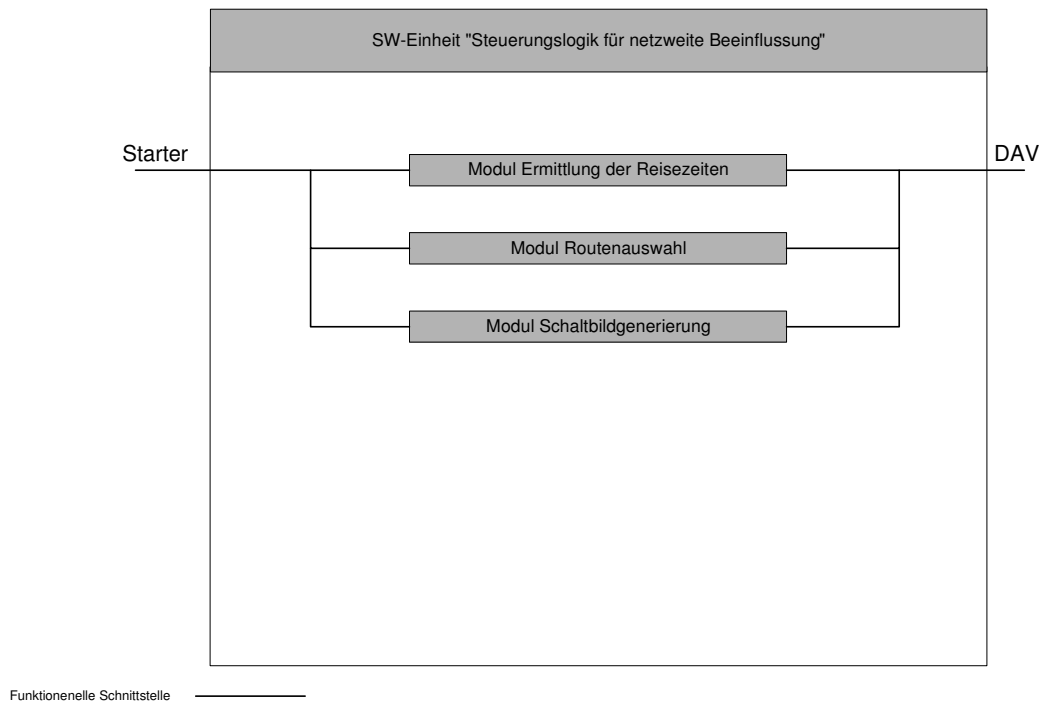 SW-Einheit "Steuerungslogik für netzweite Beeinflussung"
Starter
DAV
Modul Ermittlung der Reisezeiten
Modul Routenauswahl
Modul Schaltbildgenerierung
Funktionenelle Schnittstelle